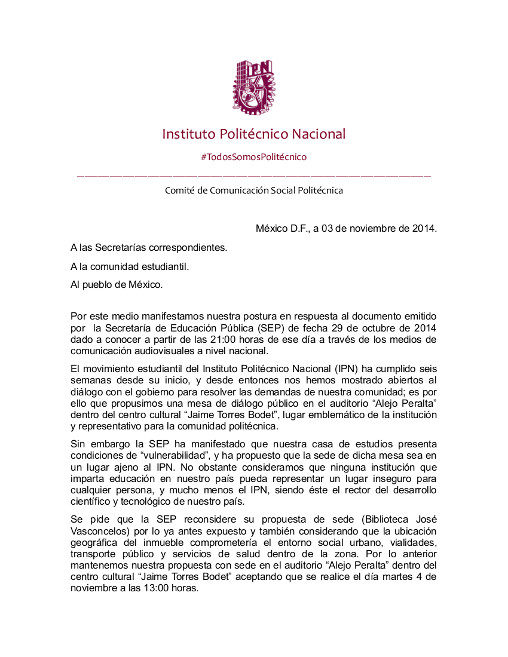 IPN
Instituto Politécnico Nacional
#TodosSomosPolitécnico
Comité de Comunicación Social Politécnica
México D.F., a 03 de noviembre de 2014.
A las Secretarías correspondientes.
A la comunidad estudiantil.
Al pueblo de México.
Por este medio manifestamos nuestra postura en respuesta al documento emitido
por la Secretaría de Educación Pública (SEP) de fecha 29 de octubre de 2014
dado a conocer a partir de las 21:00 horas de ese día a través de los medios de
comunicación audiovisuales a nivel nacional.
El movimiento estudiantil del Instituto Politécnico Nacional (IPN) ha cumplido seis
semanas desde su inicio, y desde entonces nos hemos mostrado abiertos al
diálogo con el gobierno para resolver las demandas de nuestra comunidad; es por
ello que propusimos una mesa de diálogo público en el auditorio “Alejo Peralta”
dentro del centro cultural “Jaime Torres Bodet”, lugar emblemático de la institución
y representativo para la comunidad politécnica.
Sin embargo la SEP ha manifestado que nuestra casa de estudios presenta
condiciones de “vulnerabilidad”, y ha propuesto que la sede de dicha mesa sea en
un lugar ajeno al IPN. No obstante consideramos que ninguna institución que
imparta educación en nuestro país pueda representar un lugar inseguro para
cualquier persona, y mucho menos el IPN, siendo éste el rector del desarrollo
científico y tecnológico de nuestro país.
Se pide que la SEP reconsidere su propuesta de sede (Biblioteca José
Vasconcelos) por lo ya antes expuesto y también considerando que la ubicación
geográfica del inmueble comprometería el entorno social urbano, vialidades,
transporte público y servicios de salud dentro de la zona. Por lo anterior
mantenemos nuestra propuesta con sede en el auditorio “Alejo Peralta” dentro del
centro cultural “Jaime Torres Bodet” aceptando que se realice el día martes 4 de
noviembre a las 13:00 horas.